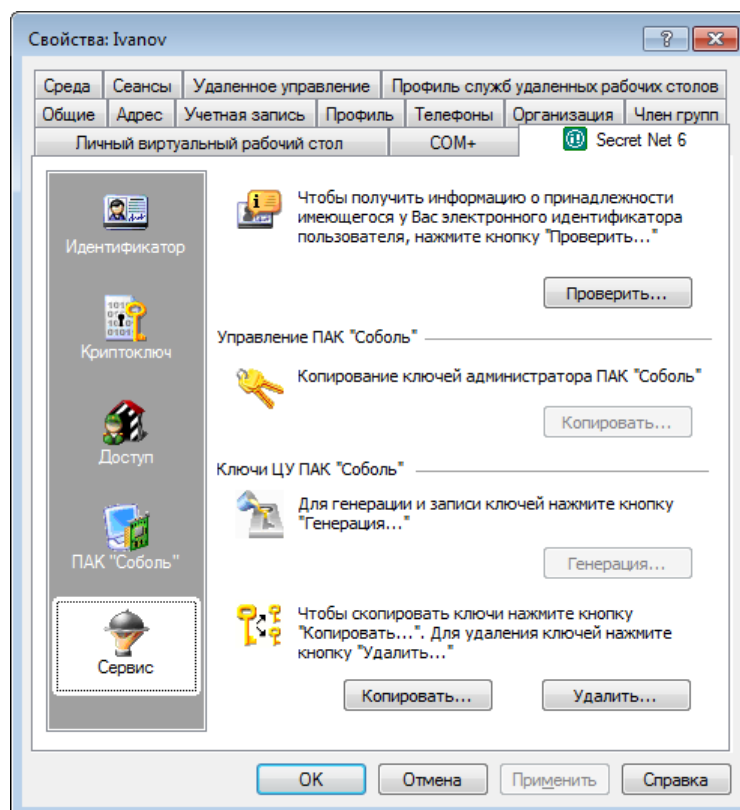 Свойства: Ivanov
Среда Сеансы Удаленное управление Профиль служб удаленных рабочих столов
Общие Адрес Учетная запись Профиль Телефоны Организация Член групп
Личный виртуальный рабочий стол COM+ Secret Net 6
Идентификатор
Криптоключ
Доступ
ПАК "Соболь"
Сервис
Чтобы получить информацию о принадлежности
имеющегося у Вас электронного идентификатора
пользователя, нажмите кнопку "Проверить..."
Проверить...
Управление ПАК "Соболь"
Копирование ключей администратора ПАК "Соболь"
Копировать...
Ключи ЦУ ПАК "Соболь"
Для генерации и записи ключей нажмите кнопку
"Генерация..."
Генерация...
Чтобы скопировать ключи нажмите кнопку
"Копировать...". Для удаления ключей нажмите
кнопку "Удалить..."
Копировать... Удалить...
OK Отмена Применить Справка